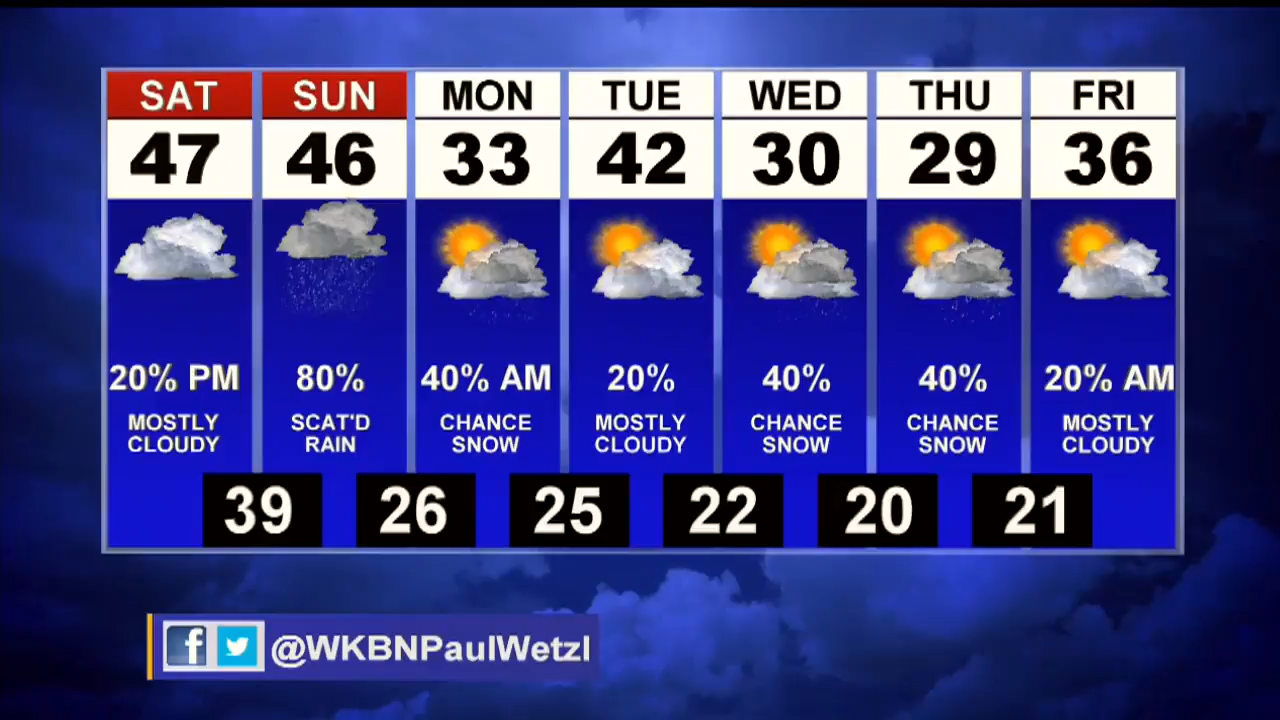 SAT SUN MON TUE WED THU FRI
47 46 33 42 30 29 36
20% PM 80% 40% AM 20% 40% 40% 20% AM
MOSTLY SCAT'D CHANCE MOSTLY CHANCE CHANCE MOSTLY
CLOUDY RAIN SNOW CLOUDY SNOW SNOW CLOUDY
39 26 25 22 20 21
f @WKBNPaulWetzl